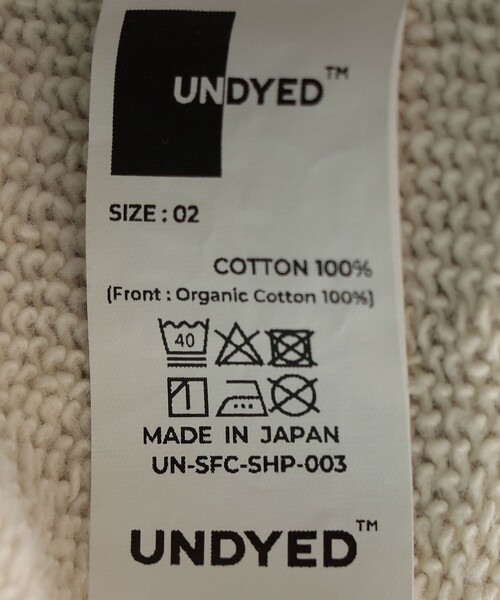 UNDYED™
SIZE : 02
COTTON 100%
(Front : Organic Cotton 100%)
40
MADE IN JAPAN
UN-SFC-SHP-003
UNDYED™